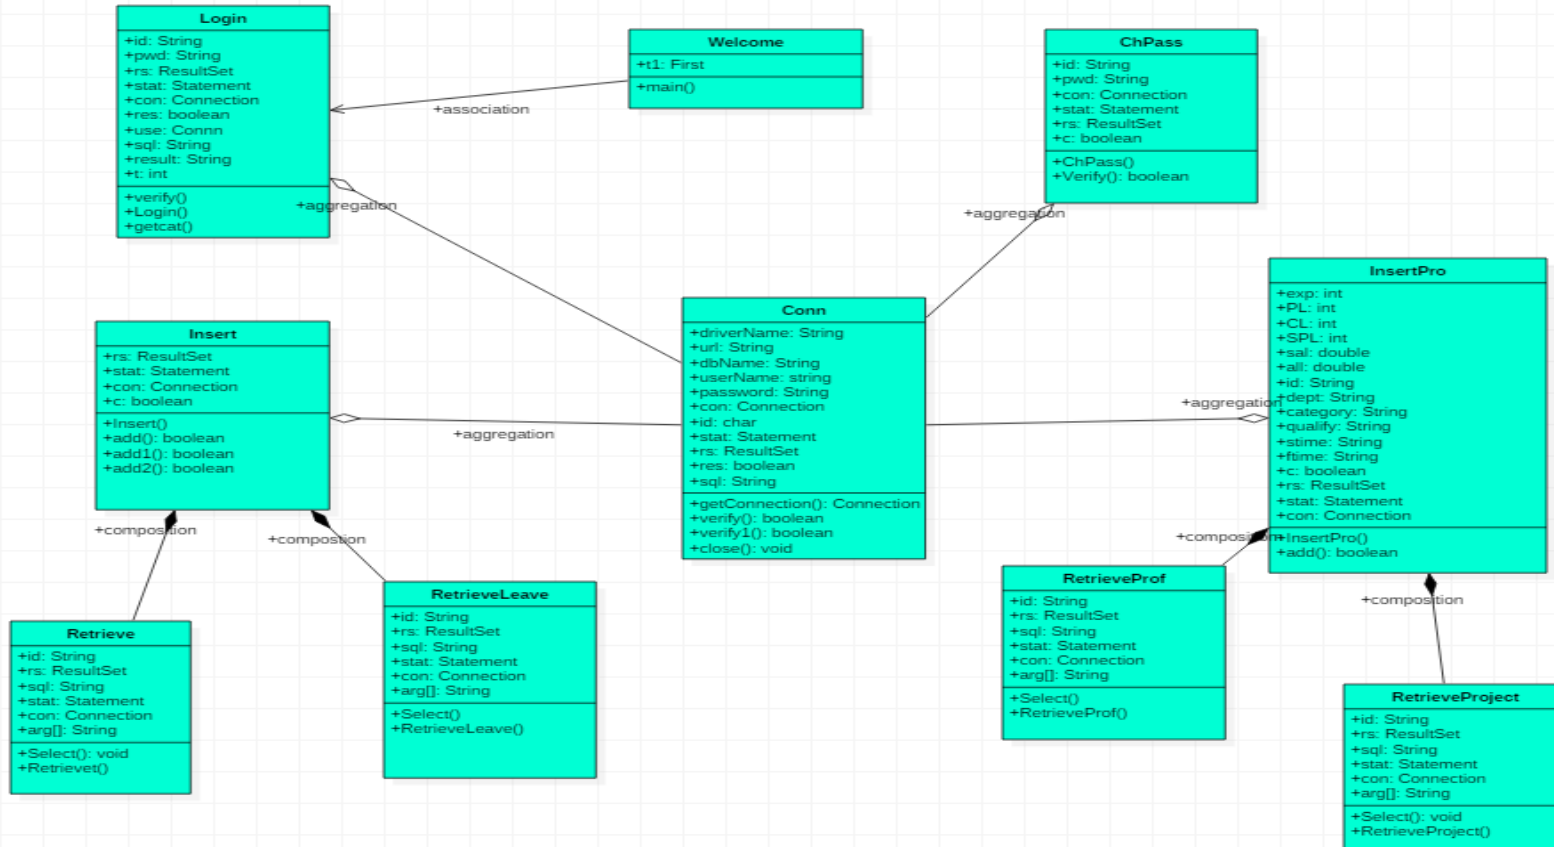 Login
+id: String
+pwd: String
+rs: ResultSet
+stat: Statement
+con: Connection
+res: boolean
+use: Connn
+sql: String
+result: String
+t: int
+verify()
+Login()
+getcat()
Welcome
+t1: First
+main()
+association
ChPass
+id: String
+pwd: String
+con: Connection
+stat: Statement
+rs: ResultSet
+c: boolean
+ChPass()
+Verify(): boolean
+aggregation
+aggregation
Insert
+rs: ResultSet
+stat: Statement
+con: Connection
+c: boolean
+Insert()
+add(): boolean
+add1(): boolean
+add2(): boolean
+aggregation
Conn
+driverName: String
+url: String
+dbName: String
+userName: string
+password: String
+con: Connection
+id: char
+stat: Statement
+rs: ResultSet
+res: boolean
+sql: String
+getConnection(): Connection
+verify(): boolean
+verify1(): boolean
+close(): void
+aggregation
InsertPro
+exp: int
+PL: int
+CL: int
+SPL: int
+sal: double
+all: double
+id: String
+dept: String
+category: String
+qualify: String
+stime: String
+ftime: String
+c: boolean
+rs: ResultSet
+stat: Statement
+con: Connection
+InsertPro()
+add(): boolean
+composition
+compostion
+composition
+composition
Retrieve
+id: String
+rs: ResultSet
+sql: String
+stat: Statement
+con: Connection
+arg[]: String
+Select(): void
+Retrievet()
RetrieveLeave
+id: String
+rs: ResultSet
+sql: String
+stat: Statement
+con: Connection
+arg[]: String
+Select()
+RetrieveLeave()
RetrieveProf
+id: String
+rs: ResultSet
+sql: String
+stat: Statement
+con: Connection
+arg[]: String
+Select()
+RetrieveProf()
RetrieveProject
+id: String
+rs: ResultSet
+sql: String
+stat: Statement
+con: Connection
+arg[]: String
+Select(): void
+RetrieveProject()